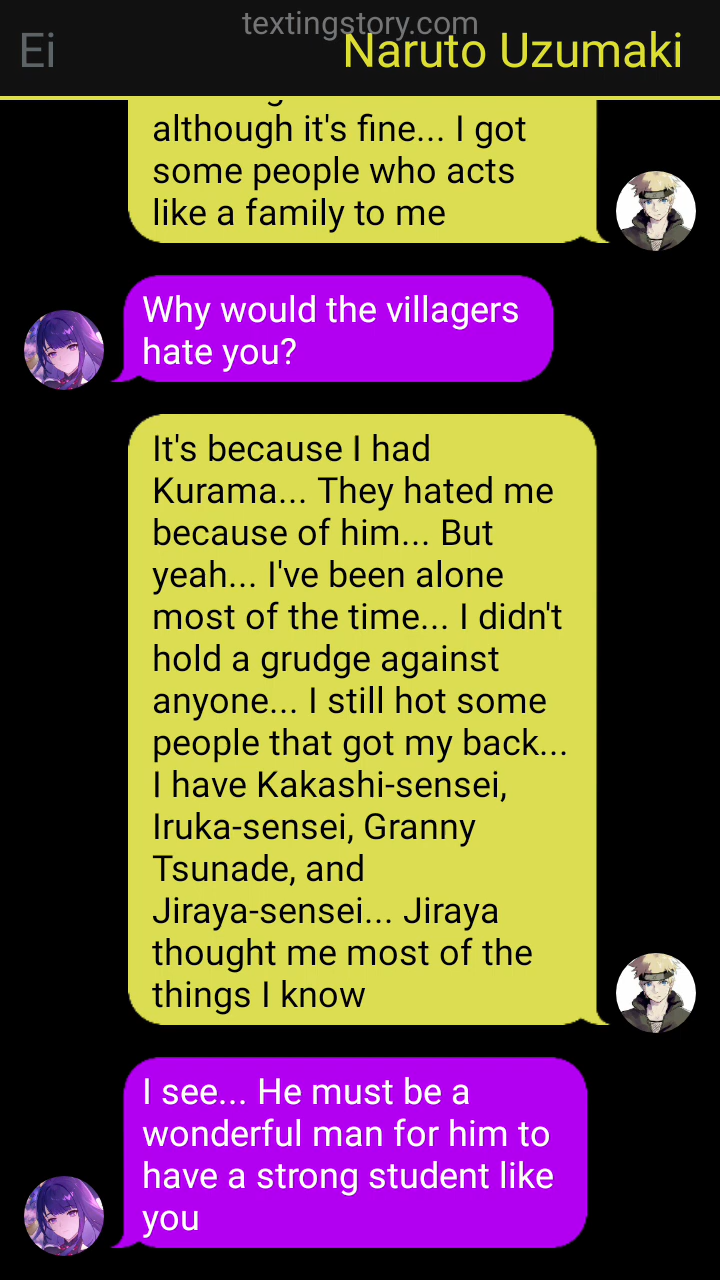 textingstory.com
Ei
Naruto Uzumaki
although it's fine... I got
some people who acts
like a family to me
Why would the villagers
hate you?
It's because I had
Kurama... They hated me
because of him... But
yeah... I've been alone
most of the time... I didn't
hold a grudge against
anyone... I still hot some
people that got my back...
I have Kakashi-sensei,
Iruka-sensei, Granny
Tsunade, and
Jiraya-sensei... Jiraya
thought me most of the
things I know
I see... He must be a
wonderful man for him to
have a strong student like
you